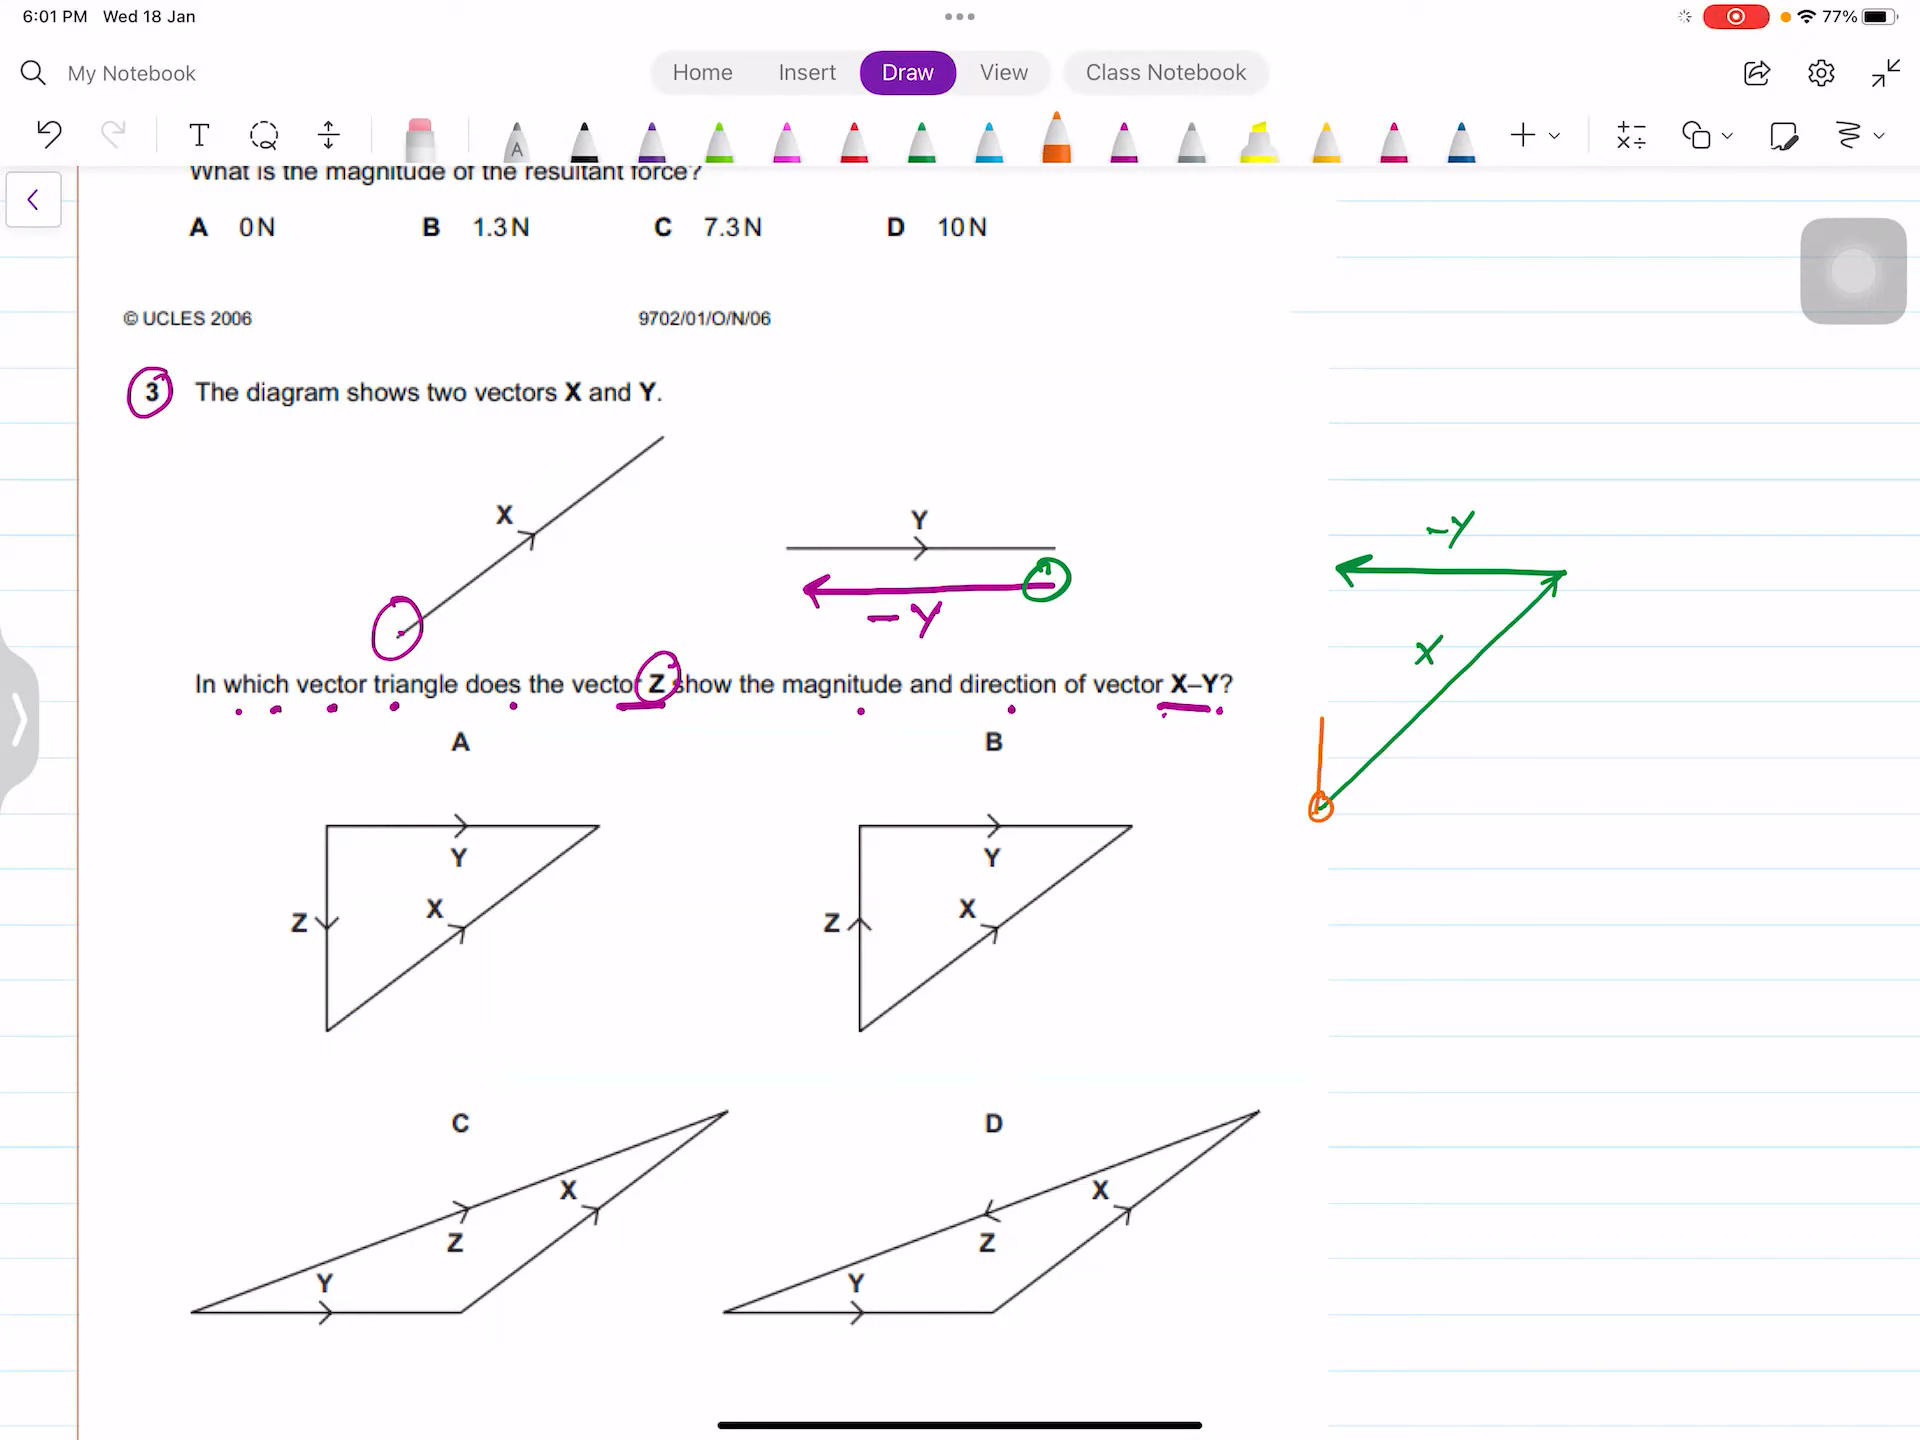 6:01 PM Wed 18 Jan
77%
My Notebook
Home Insert Draw View Class Notebook
T
A
What is the magnitude of the resultant force?
A 0 N B 1.3 N C 7.3 N D 10 N
© UCLES 2006 9702/01/O/N/06
3 The diagram shows two vectors X and Y.
X
Y
-Y
-Y
X
In which vector triangle does the vector Z show the magnitude and direction of vector X–Y?
A B
Y Y
X X
Z Z
C D
X X
Z Z
Y Y